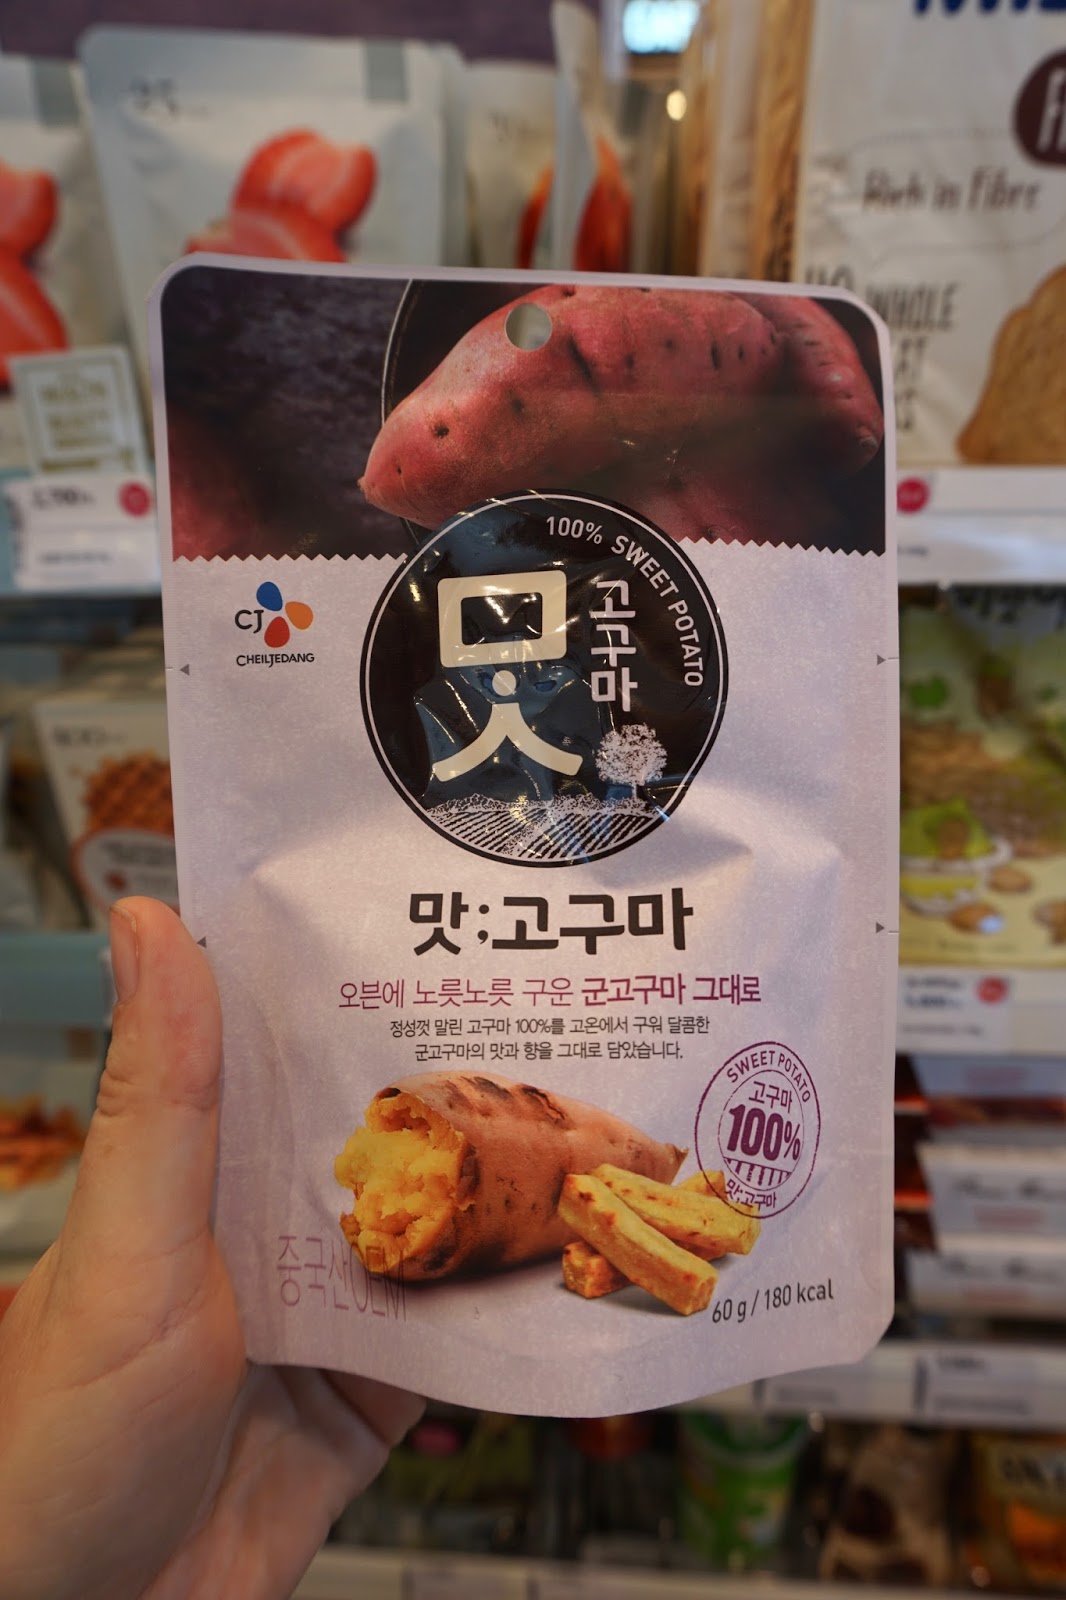 Rich in Fibre
WHOLE
100% SWEET POTATO
맛
고구마
CJ
CHEILJEDANG
맛;고구마
오븐에 노릇노릇 구운 군고구마 그대로
정성껏 말린 고구마 100%를 고온에서 구워 달콤한
군고구마의 맛과 향을 그대로 담았습니다.
SWEET POTATO
고구마
100%
맛;고구마
중국산OEM
60 g / 180 kcal